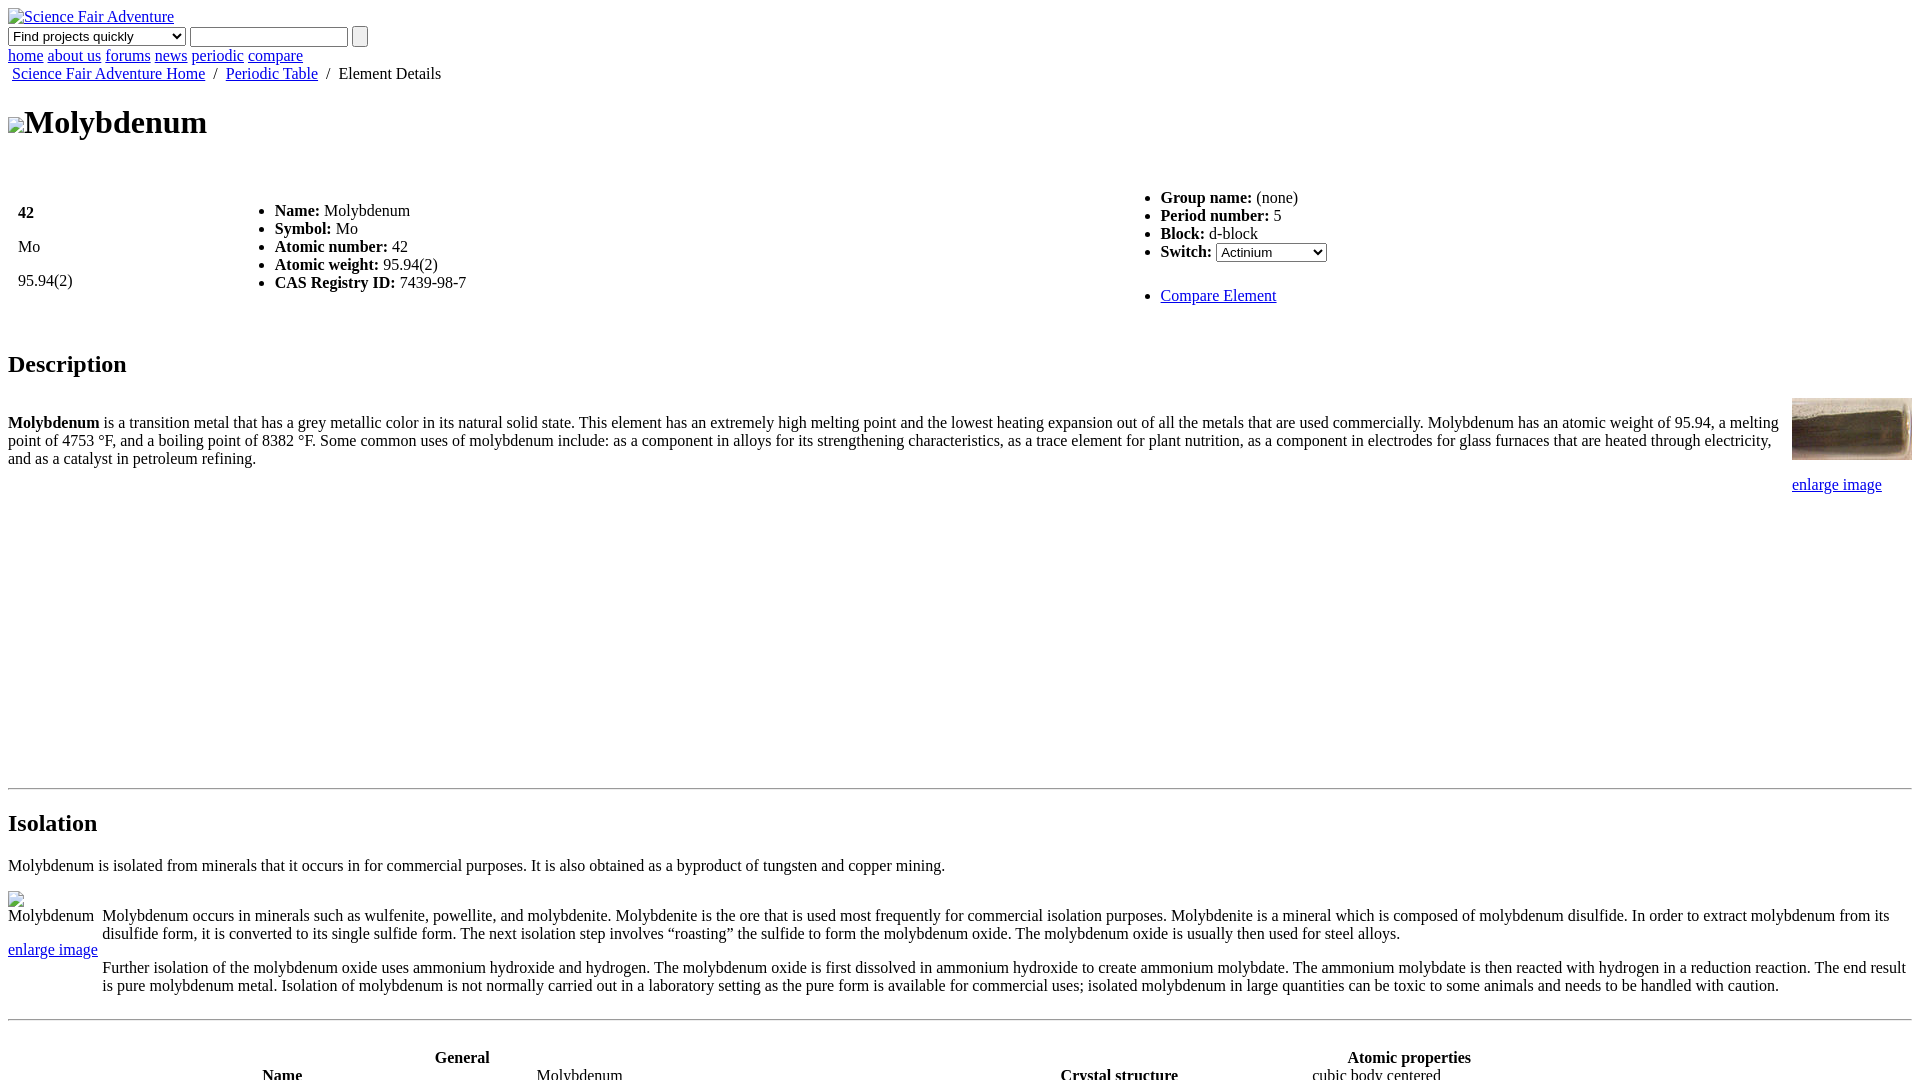 Science Fair Adventure
Find projects quickly
home about us forums news periodic compare
Science Fair Adventure Home / Periodic Table / Element Details
Molybdenum
42
Mo
95.94(2)
Name: Molybdenum
Symbol: Mo
Atomic number: 42
Atomic weight: 95.94(2)
CAS Registry ID: 7439-98-7
Group name: (none)
Period number: 5
Block: d-block
Switch: Actinium
Compare Element
Description
Molybdenum is a transition metal that has a grey metallic color in its natural solid state. This element has an extremely high melting point and the lowest heating expansion out of all the metals that are used commercially. Molybdenum has an atomic weight of 95.94, a melting
point of 4753 °F, and a boiling point of 8382 °F. Some common uses of molybdenum include: as a component in alloys for its strengthening characteristics, as a trace element for plant nutrition, as a component in electrodes for glass furnaces that are heated through electricity,
and as a catalyst in petroleum refining.
enlarge image
Isolation
Molybdenum is isolated from minerals that it occurs in for commercial purposes. It is also obtained as a byproduct of tungsten and copper mining.
Molybdenum
enlarge image
Molybdenum occurs in minerals such as wulfenite, powellite, and molybdenite. Molybdenite is the ore that is used most frequently for commercial isolation purposes. Molybdenite is a mineral which is composed of molybdenum disulfide. In order to extract molybdenum from its
disulfide form, it is converted to its single sulfide form. The next isolation step involves “roasting” the sulfide to form the molybdenum oxide. The molybdenum oxide is usually then used for steel alloys.
Further isolation of the molybdenum oxide uses ammonium hydroxide and hydrogen. The molybdenum oxide is first dissolved in ammonium hydroxide to create ammonium molybdate. The ammonium molybdate is then reacted with hydrogen in a reduction reaction. The end result
is pure molybdenum metal. Isolation of molybdenum is not normally carried out in a laboratory setting as the pure form is available for commercial uses; isolated molybdenum in large quantities can be toxic to some animals and needs to be handled with caution.
General
Name Molybdenum
Atomic properties
Crystal structure cubic body centered